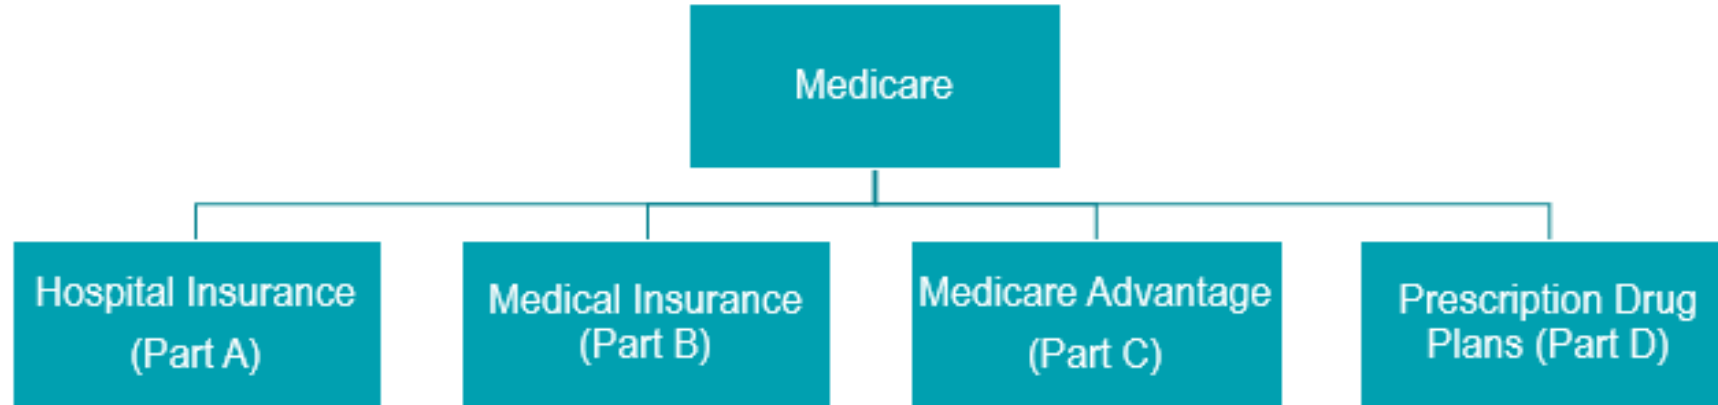 Medicare
Hospital Insurance
(Part A)
Medical Insurance
(Part B)
Medicare Advantage
(Part C)
Prescription Drug
Plans (Part D)